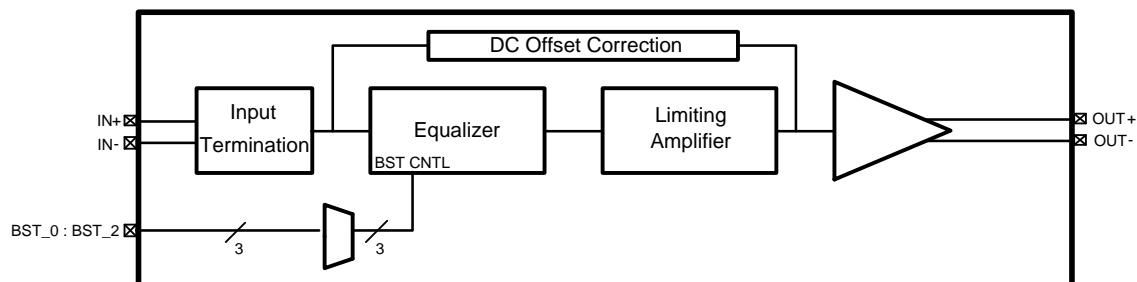 DC Offset Correction
Input
Termination
Equalizer
BST CNTL
Limiting
Amplifier
IN+
IN-
OUT+
OUT-
BST_0 : BST_2
3
3